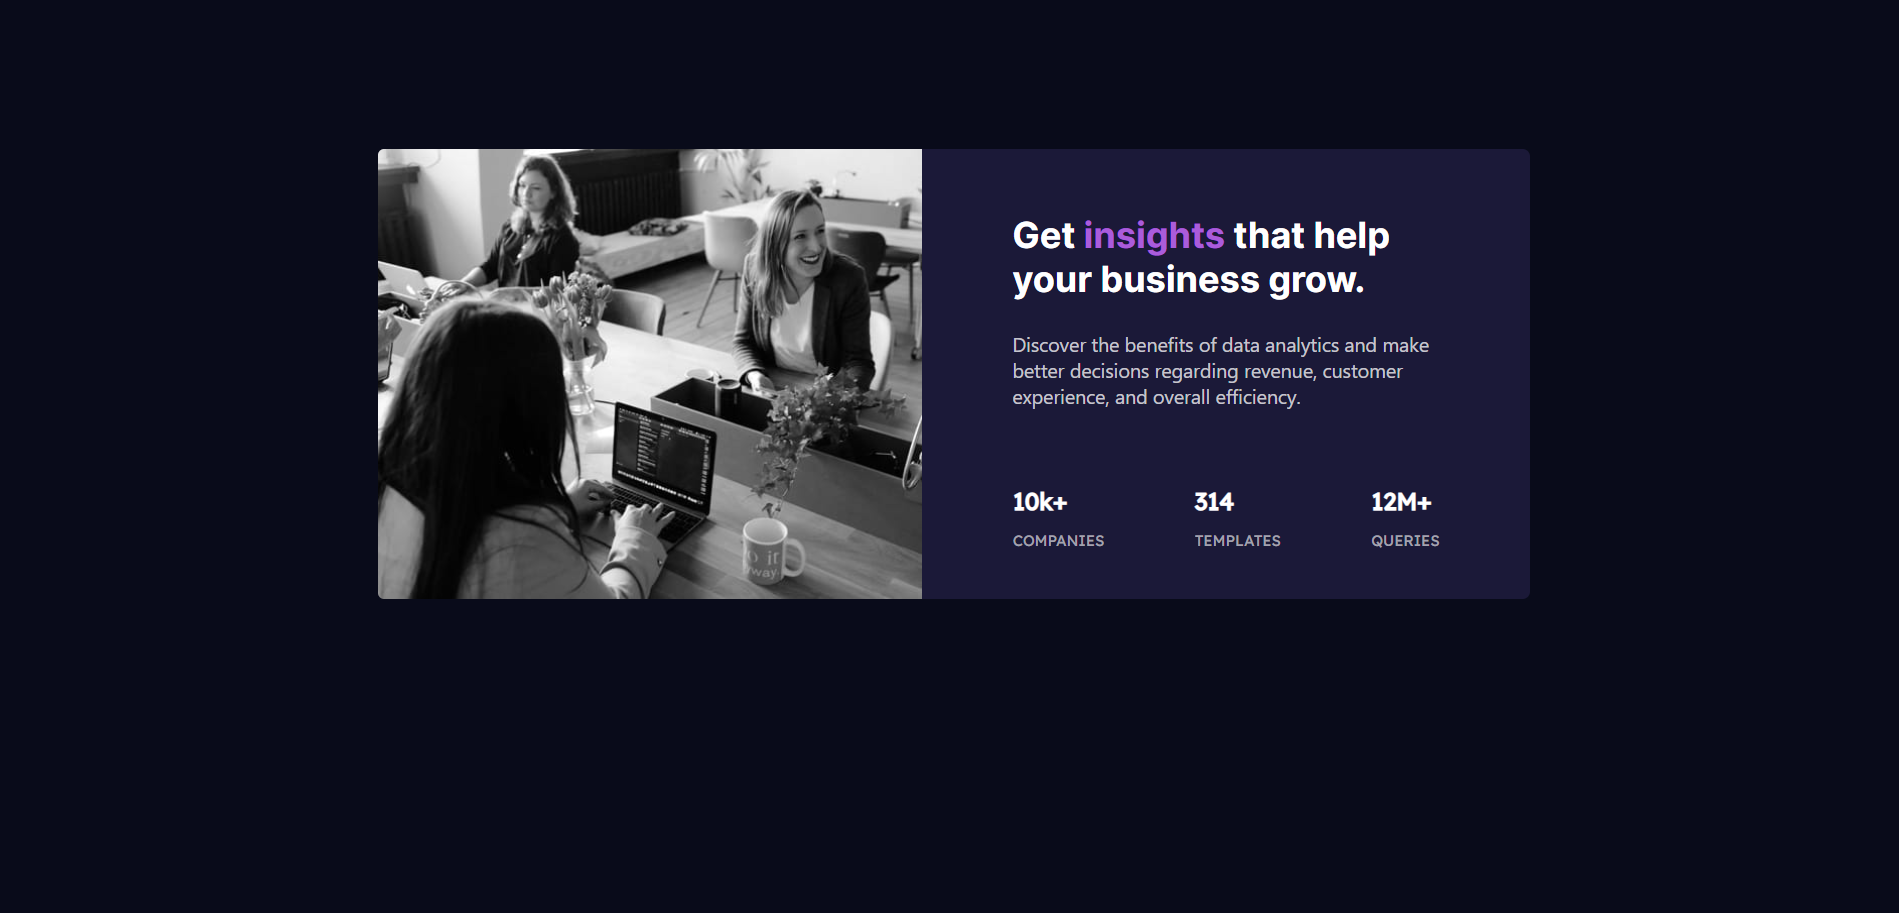 Get insights that help
your business grow.
Discover the benefits of data analytics and make
better decisions regarding revenue, customer
experience, and overall efficiency.
10k+ 314 12M+
COMPANIES TEMPLATES QUERIES